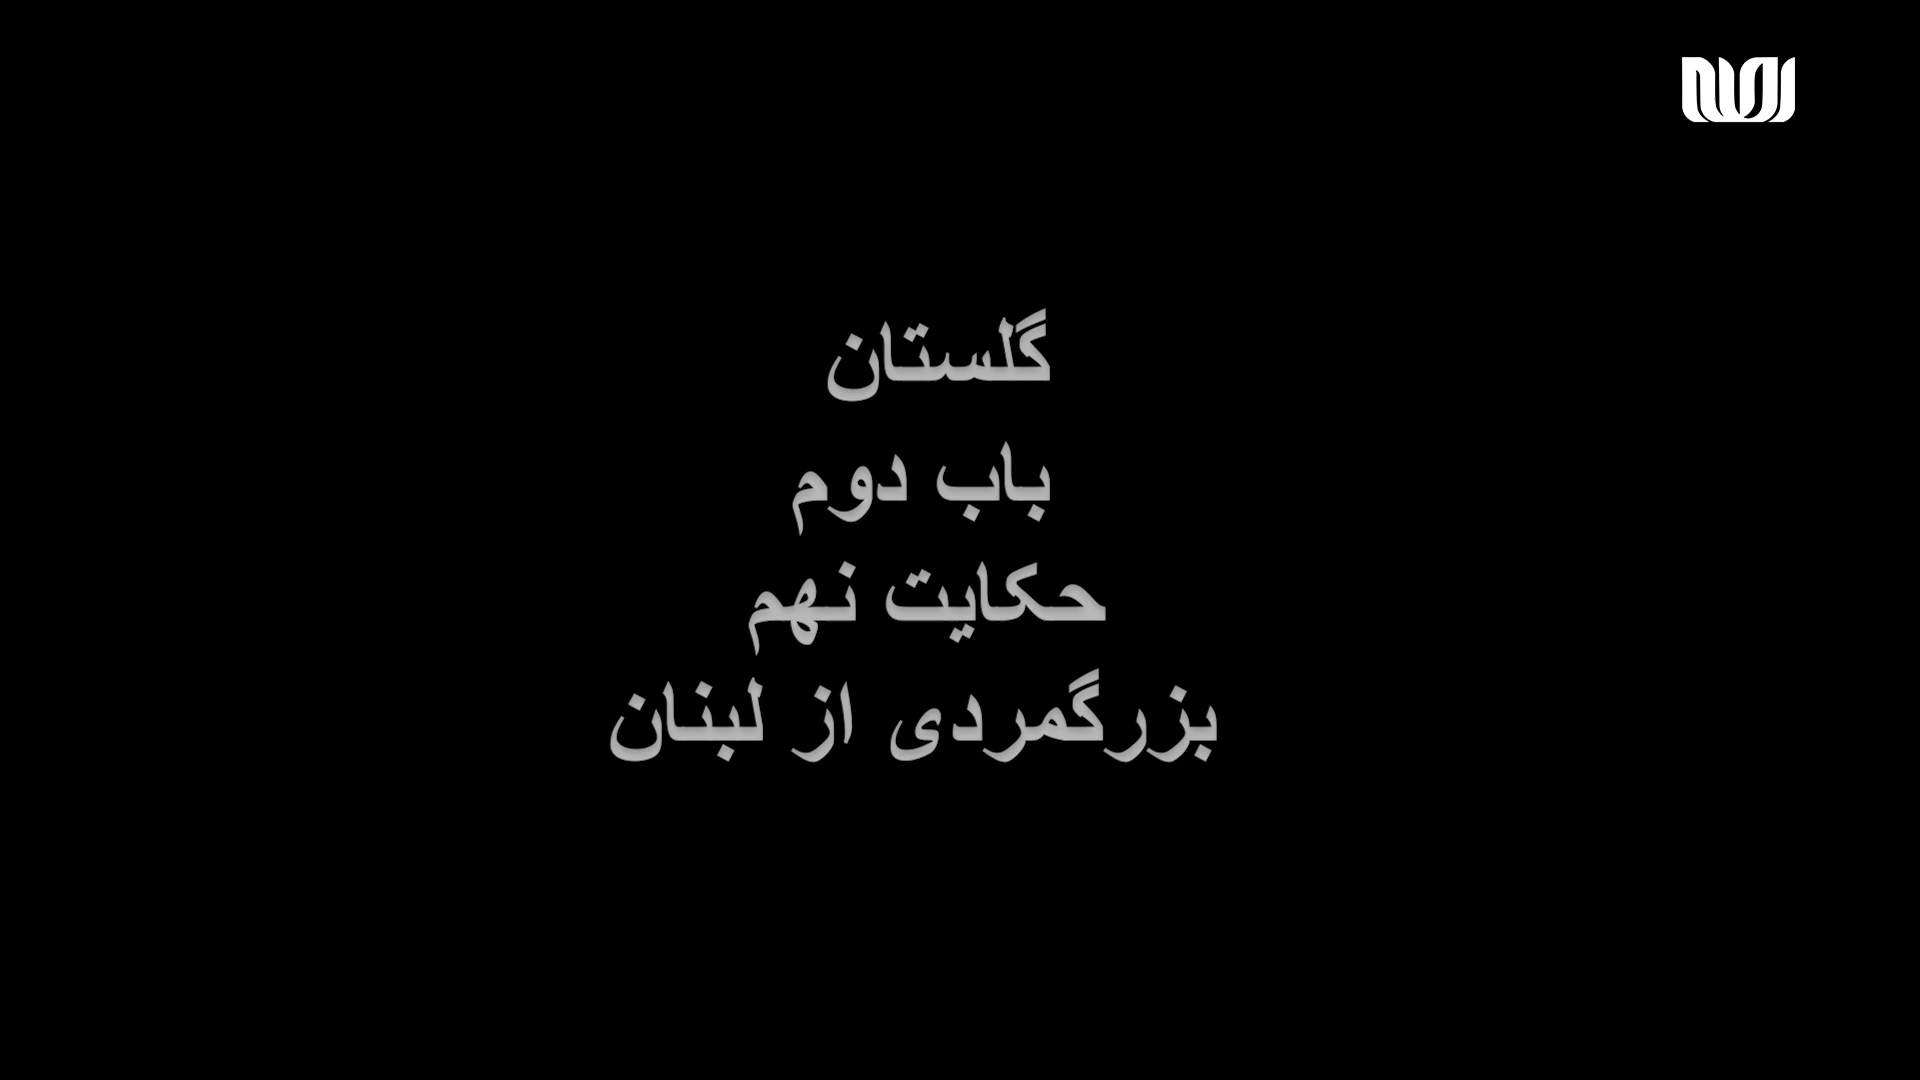 گلستان
باب دوم
حکایت نهم
بزرگمردی از لبنان